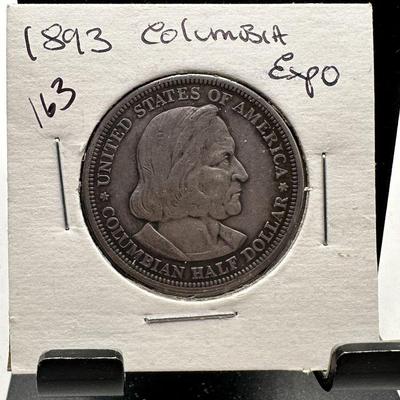 1893 Columbia
Expo
163
UNITED STATES OF AMERICA
COLUMBIAN HALF DOLLAR